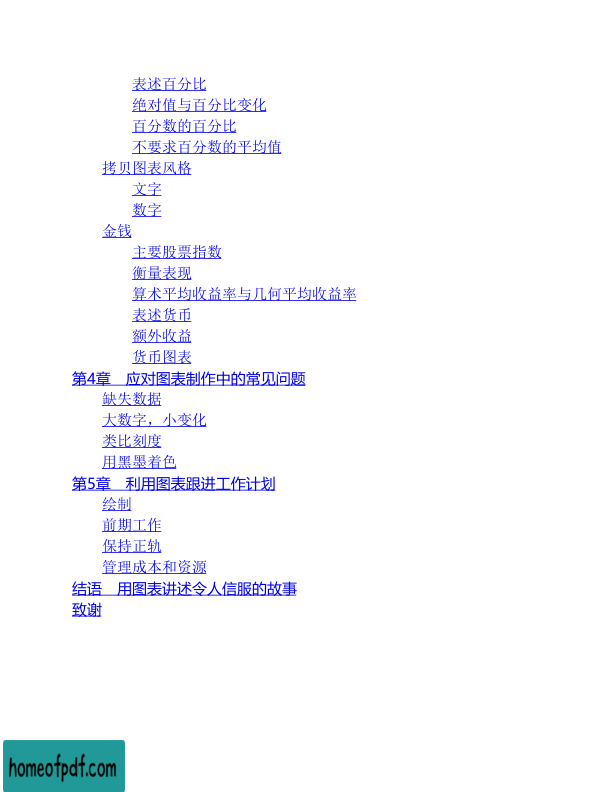 表述百分比
绝对值与百分比变化
百分数的百分比
不要求百分数的平均值
拷贝图表风格
文字
数字
金钱
主要股票指数
衡量表现
算术平均收益率与几何平均收益率
表述货币
额外收益
货币图表
第4章　应对图表制作中的常见问题
缺失数据
大数字，小变化
类比刻度
用黑墨着色
第5章　利用图表跟进工作计划
绘制
前期工作
保持正轨
管理成本和资源
结语　用图表讲述令人信服的故事
致谢
homeofpdf.com